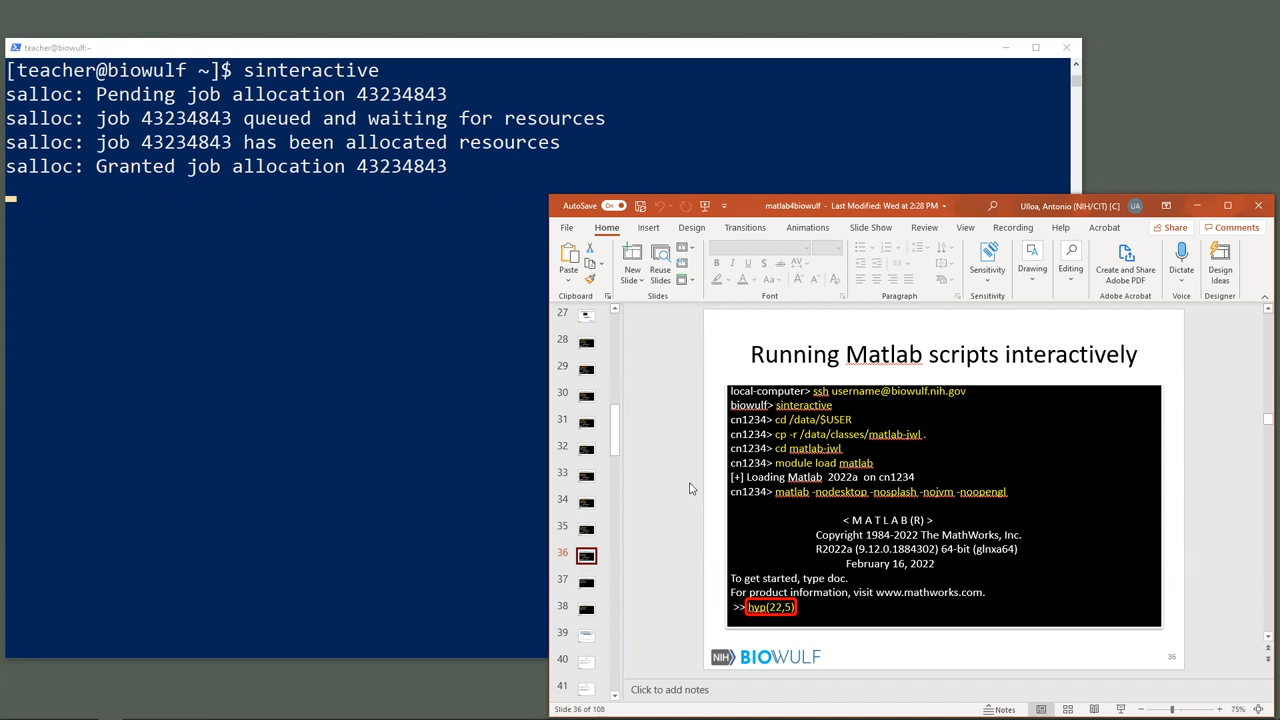 teacher@biowulf:~
[teacher@biowulf ~]$ sinteractive
salloc: Pending job allocation 43234843
salloc: job 43234843 queued and waiting for resources
salloc: job 43234843 has been allocated resources
salloc: Granted job allocation 43234843
AutoSave On matlab4biowulf - Last Modified: Wed at 2:28 PM Ulloa, Antonio (NIH/CIT) [C] UA
File Home Insert Design Transitions Animations Slide Show Review View Recording Help Acrobat Share Comments
Paste New Slide Reuse Slides B I U S ab AV Aa A A Sensitivity Drawing Editing Create and Share Adobe PDF Dictate Design Ideas
Clipboard Slides Font Paragraph Sensitivity Adobe Acrobat Voice Designer
27
28
29
30
31
32
33
34
35
36
37
38
39
40
41
Running Matlab scripts interactively
local-computer> ssh username@biowulf.nih.gov
biowulf> sinteractive
cn1234> cd /data/$USER
cn1234> cp -r /data/classes/matlab-jwl .
cn1234> cd matlab-jwl
cn1234> module load matlab
[+] Loading Matlab 2022a on cn1234
cn1234> matlab -nodesktop -nosplash -nojvm -noopengl
< M A T L A B (R) >
Copyright 1984-2022 The MathWorks, Inc.
R2022a (9.12.0.1884302) 64-bit (glnxa64)
February 16, 2022
To get started, type doc.
For product information, visit www.mathworks.com.
>> hyp(22,5)
NIH BIOWULF
36
Click to add notes
Slide 36 of 108 Notes 75%